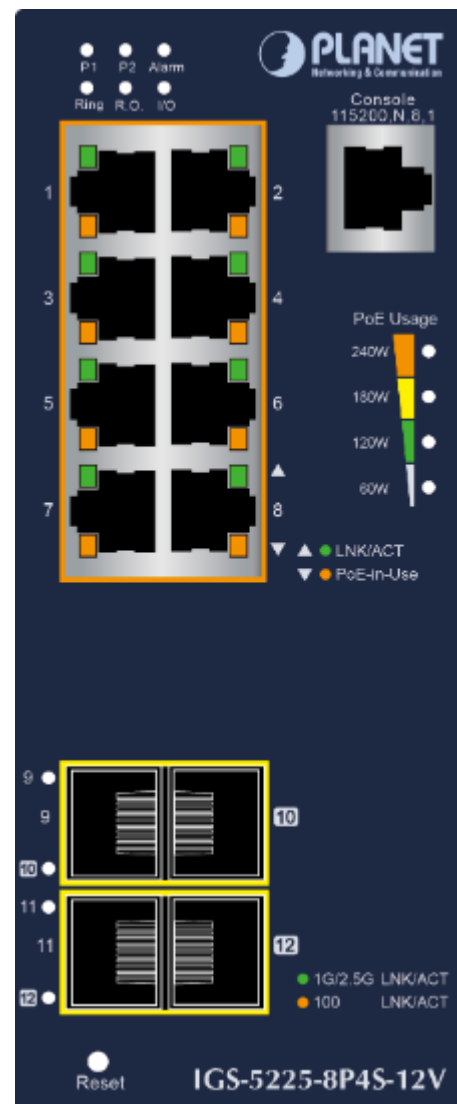 PLANET
Networking & Communication
P1 P2 Alarm
Ring R.O. I/O
Console
115200,N,8,1
1
2
3
4
5
6
7
8
PoE Usage
240W
180W
120W
60W
▲ LNK/ACT
▼ PoE-in-Use
9
9
10
10
11
11
12
12
1G/2.5G LNK/ACT
100 LNK/ACT
Reset
IGS-5225-8P4S-12V